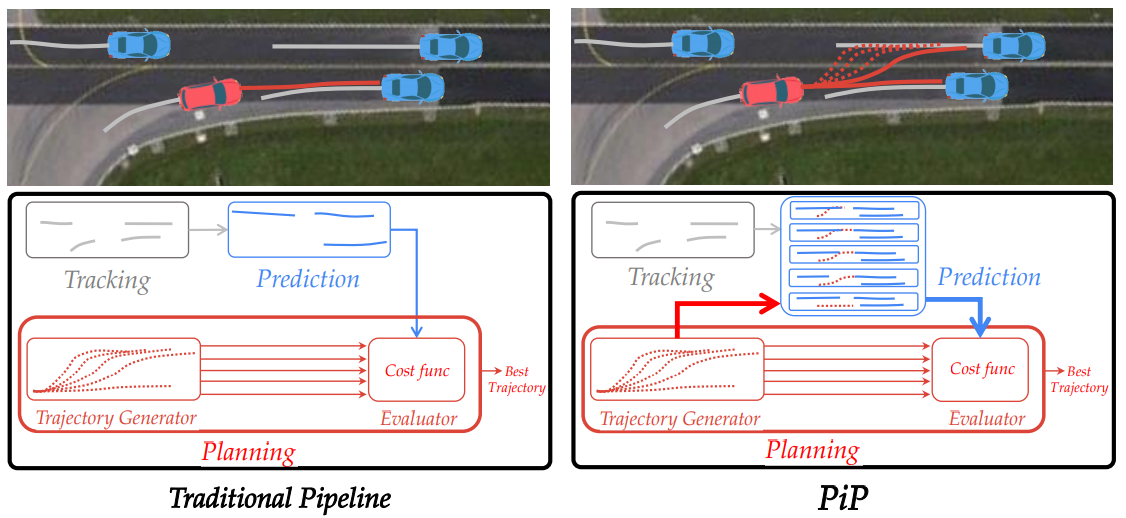 Tracking
Prediction
Cost func
Best
Trajectory
Trajectory Generator
Evaluator
Planning
Traditional Pipeline
Tracking
Prediction
Cost func
Best
Trajectory
Trajectory Generator
Evaluator
Planning
PiP